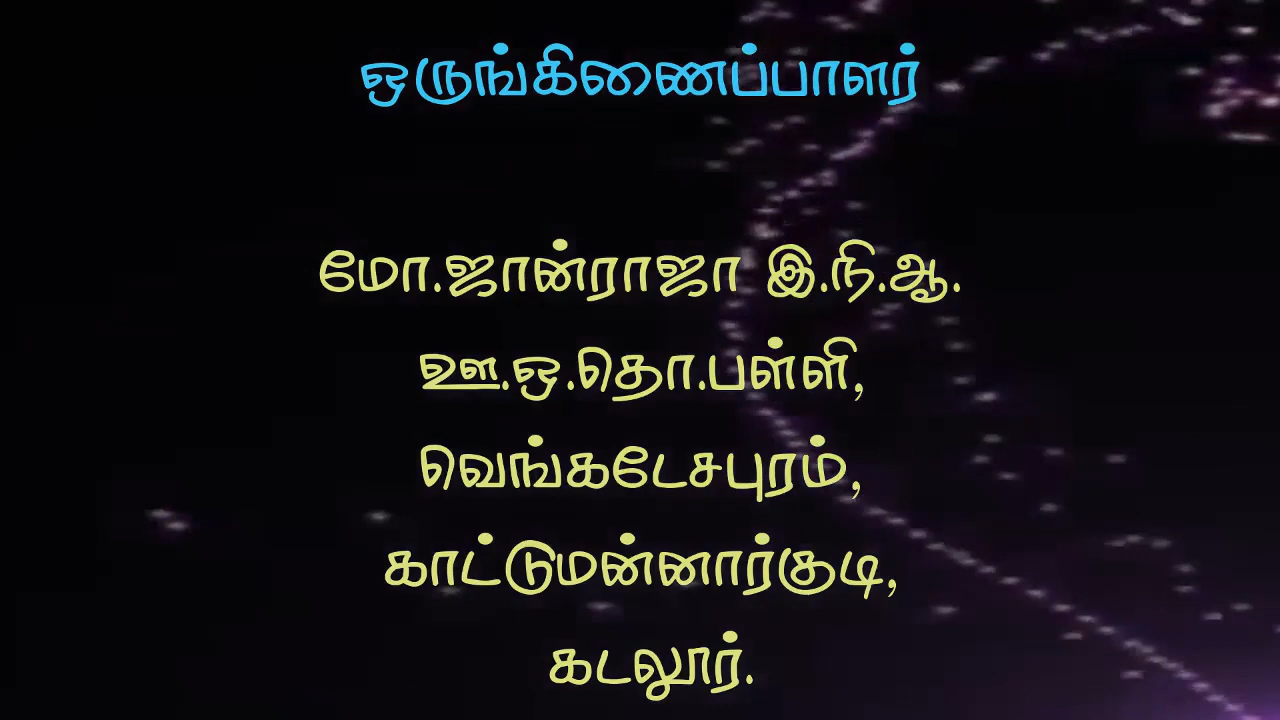 ஒருங்கிணைப்பாளர்
மோ.ஜான்ராஜா இ.நி.ஆ.
ஊ.ஒ.தொ.பள்ளி,
வெங்கடேசபுரம்,
காட்டுமன்னார்குடி,
கடலூர்.